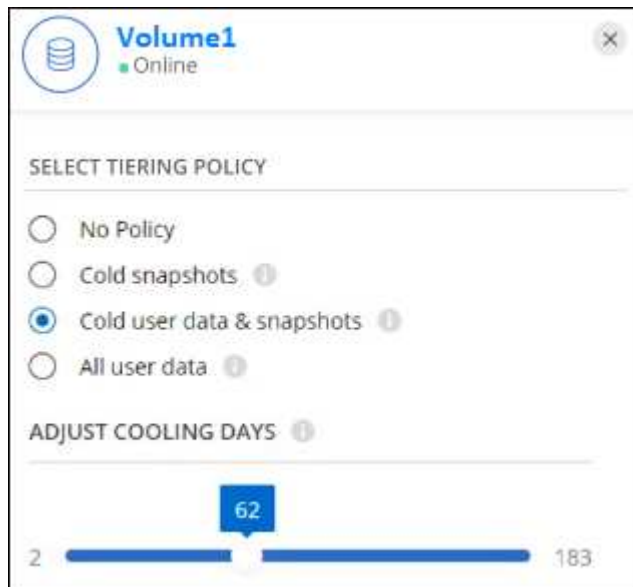 Volume1
Online
SELECT TIERING POLICY
No Policy
Cold snapshots
Cold user data & snapshots
All user data
ADJUST COOLING DAYS
62
2 183